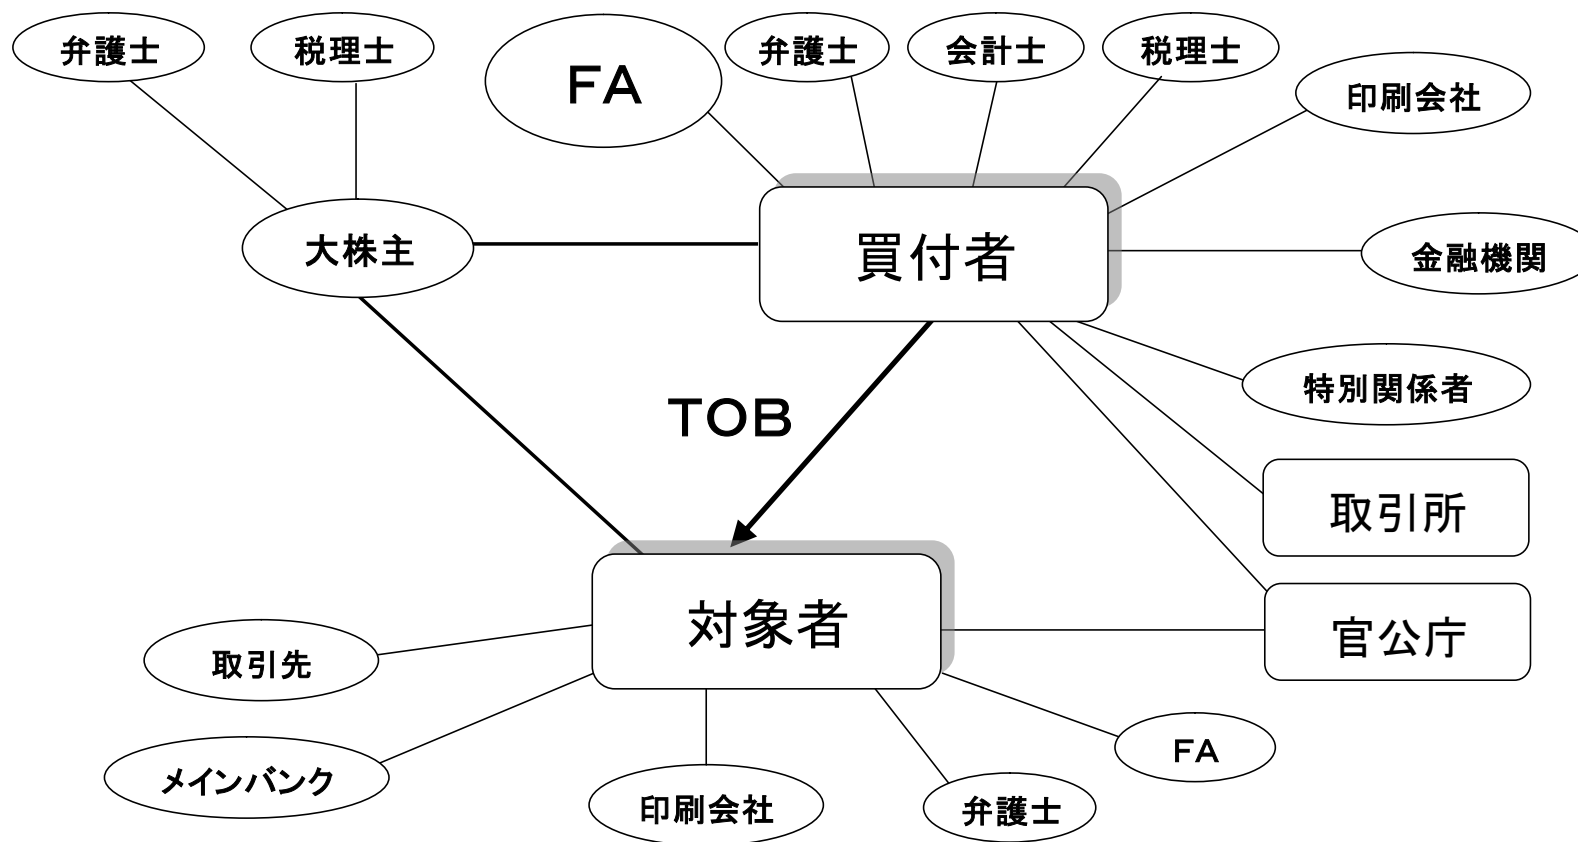 弁護士
税理士
FA
弁護士
会計士
税理士
印刷会社
大株主
買付者
金融機関
特別関係者
TOB
取引所
対象者
官公庁
取引先
メインバンク
印刷会社
弁護士
FA